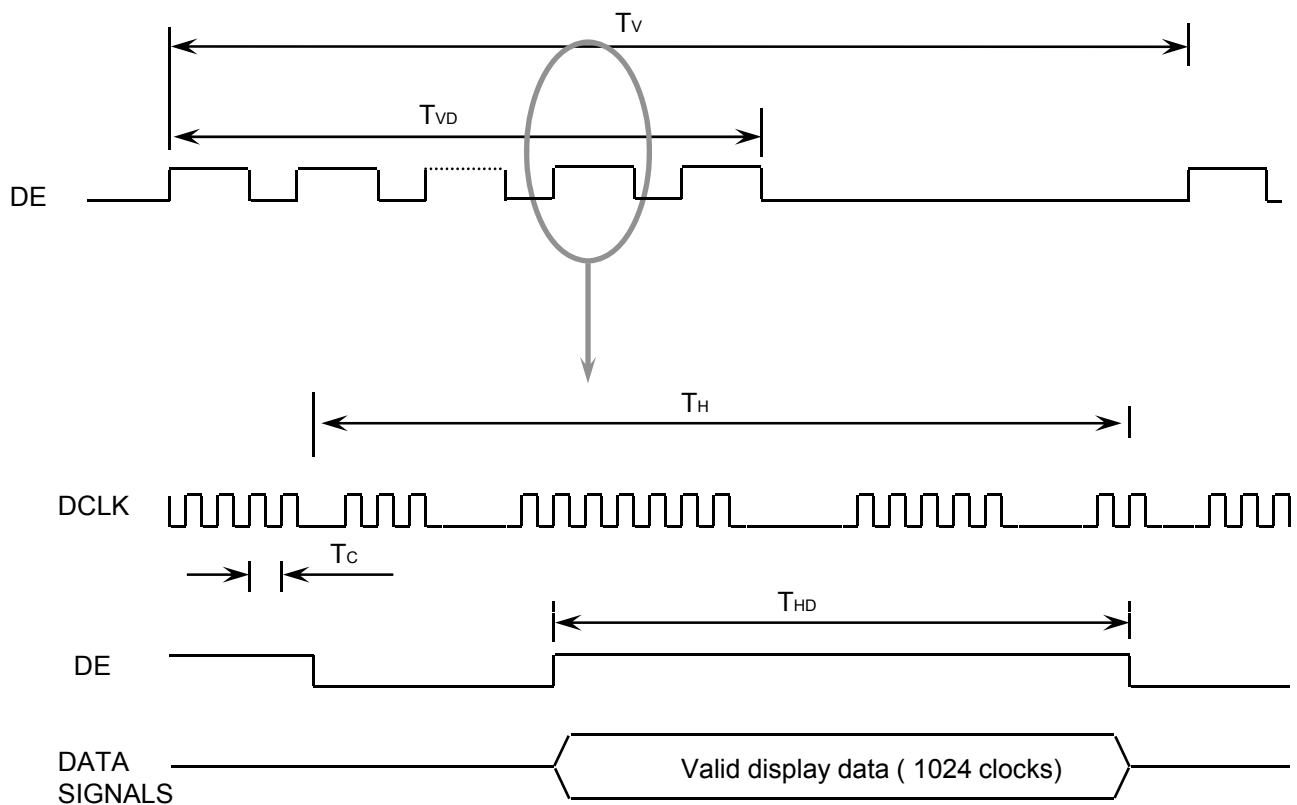 TV
TVD
DE
TH
DCLK
TC
THD
DE
DATA
SIGNALS
Valid display data ( 1024 clocks)